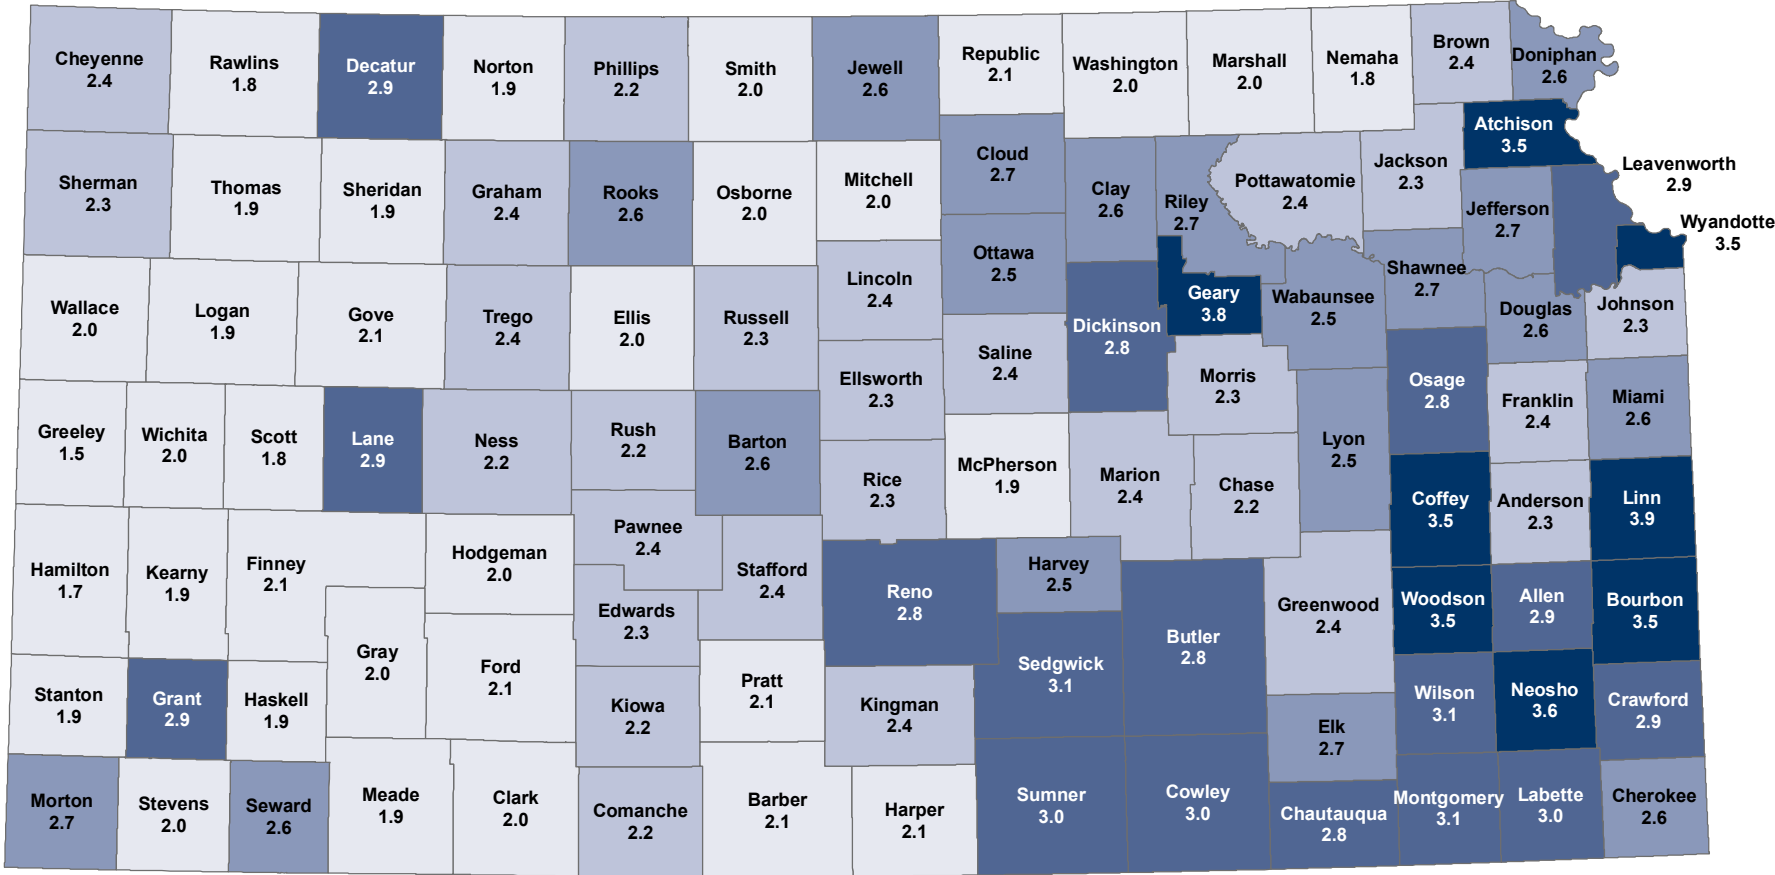 Cheyenne
2.4
Rawlins
1.8
Decatur
2.9
Norton
1.9
Phillips
2.2
Smith
2.0
Jewell
2.6
Republic
2.1
Washington
2.0
Marshall
2.0
Nemaha
1.8
Brown
2.4
Doniphan
2.6
Atchison
3.5
Sherman
2.3
Thomas
1.9
Sheridan
1.9
Graham
2.4
Rooks
2.6
Osborne
2.0
Mitchell
2.0
Cloud
2.7
Clay
2.6
Riley
2.7
Pottawatomie
2.4
Jackson
2.3
Jefferson
2.7
Leavenworth
2.9
Wyandotte
3.5
Wallace
2.0
Logan
1.9
Gove
2.1
Trego
2.4
Ellis
2.0
Russell
2.3
Lincoln
2.4
Ottawa
2.5
Dickinson
2.8
Geary
3.8
Wabaunsee
2.5
Shawnee
2.7
Douglas
2.6
Johnson
2.3
Saline
2.4
Ellsworth
2.3
Morris
2.3
Osage
2.8
Franklin
2.4
Miami
2.6
Greeley
1.5
Wichita
2.0
Scott
1.8
Lane
2.9
Ness
2.2
Rush
2.2
Barton
2.6
Rice
2.3
McPherson
1.9
Marion
2.4
Chase
2.2
Lyon
2.5
Coffey
3.5
Anderson
2.3
Linn
3.9
Hamilton
1.7
Kearny
1.9
Finney
2.1
Hodgeman
2.0
Pawnee
2.4
Stafford
2.4
Reno
2.8
Harvey
2.5
Edwards
2.3
Gray
2.0
Ford
2.1
Sedgwick
3.1
Butler
2.8
Greenwood
2.4
Woodson
3.5
Allen
2.9
Bourbon
3.5
Stanton
1.9
Grant
2.9
Haskell
1.9
Kiowa
2.2
Pratt
2.1
Kingman
2.4
Elk
2.7
Wilson
3.1
Neosho
3.6
Crawford
2.9
Morton
2.7
Stevens
2.0
Seward
2.6
Meade
1.9
Clark
2.0
Comanche
2.2
Barber
2.1
Harper
2.1
Sumner
3.0
Cowley
3.0
Chautauqua
2.8
Montgomery
3.1
Labette
3.0
Cherokee
2.6